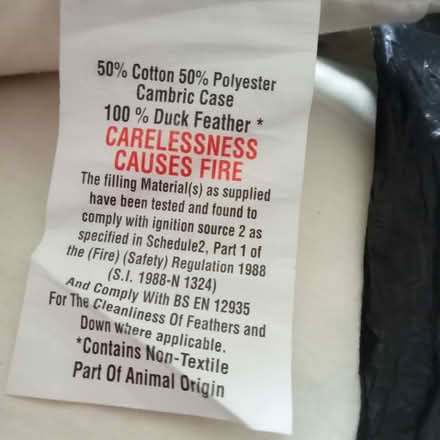 50% Cotton 50% Polyester
Cambric Case
100 % Duck Feather *
CARELESSNESS
CAUSES FIRE
The filling Material(s) as supplied
have been tested and found to
comply with ignition source 2 as
specified in Schedule2, Part 1 of
the (Fire) (Safety) Regulation 1988
(S.I. 1988-N 1324)
And Comply With BS EN 12935
For The Cleanliness Of Feathers and
Down where applicable.
*Contains Non-Textile
Part Of Animal Origin